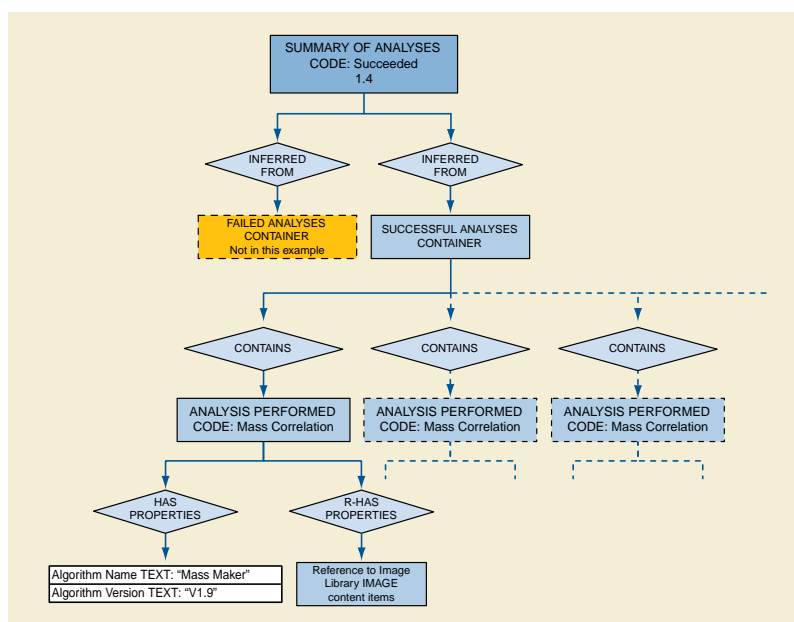 SUMMARY OF ANALYSES
CODE: Succeeded
1.4
INFERRED
FROM
INFERRED
FROM
FAILED ANALYSES
CONTAINER
Not in this example
SUCCESSFUL ANALYSES
CONTAINER
CONTAINS
CONTAINS
CONTAINS
ANALYSIS PERFORMED
CODE: Mass Correlation
ANALYSIS PERFORMED
CODE: Mass Correlation
ANALYSIS PERFORMED
CODE: Mass Correlation
HAS
PROPERTIES
R-HAS
PROPERTIES
Algorithm Name TEXT: “Mass Maker”
Algorithm Version TEXT: “V1.9”
Reference to Image
Library IMAGE
content items